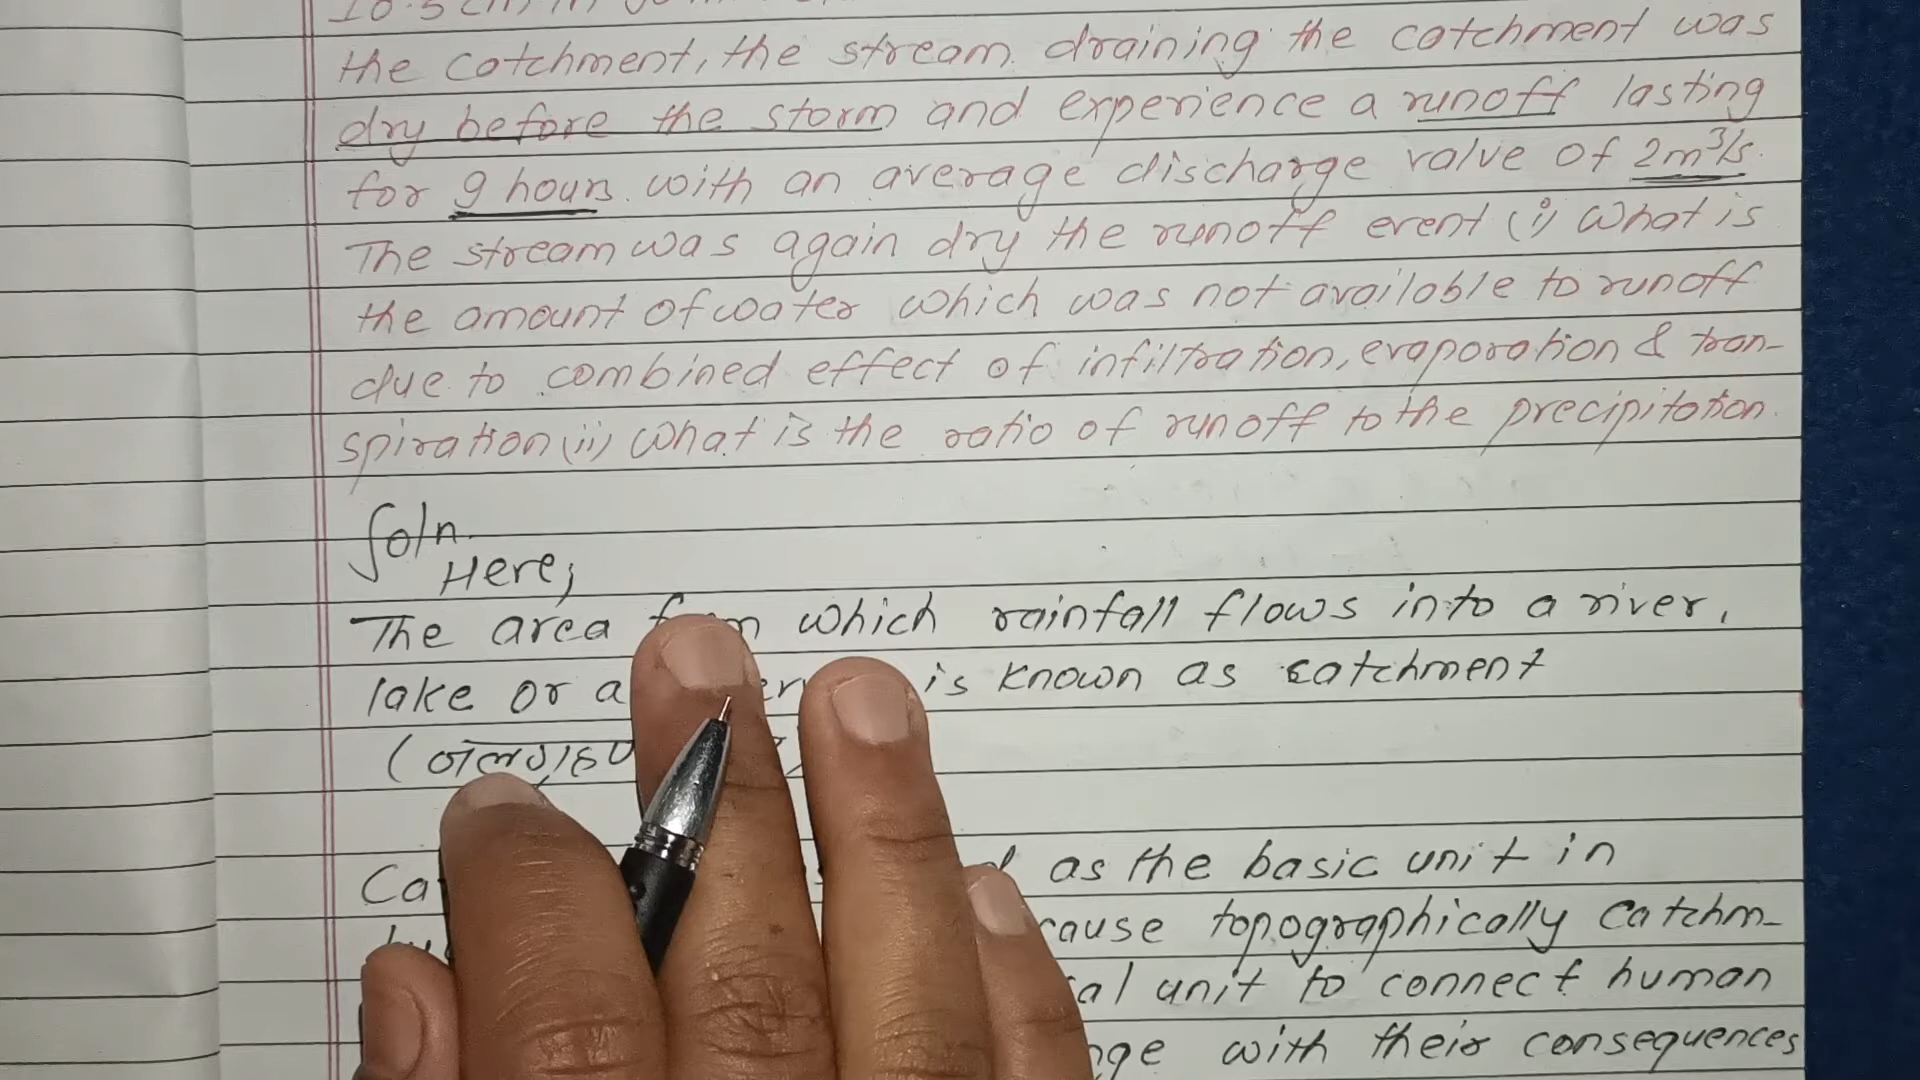 10.5 cm in
the catchment, the stream draining the catchment was
dry before the storm and experience a runoff lasting
for 9 hours with an average discharge value of 2m³/s.
The stream was again dry the runoff event (i) What is
the amount of water which was not available to runoff
due to combined effect of infiltration, evaporation & tran-
spiration (ii) What is the ratio of runoff to the precipitation.
Soln.
Here;
The area which rainfall flows into a river,
lake or a is known as catchment
(
as the basic unit in
topographically catchm-
unit to connect human
with their consequences